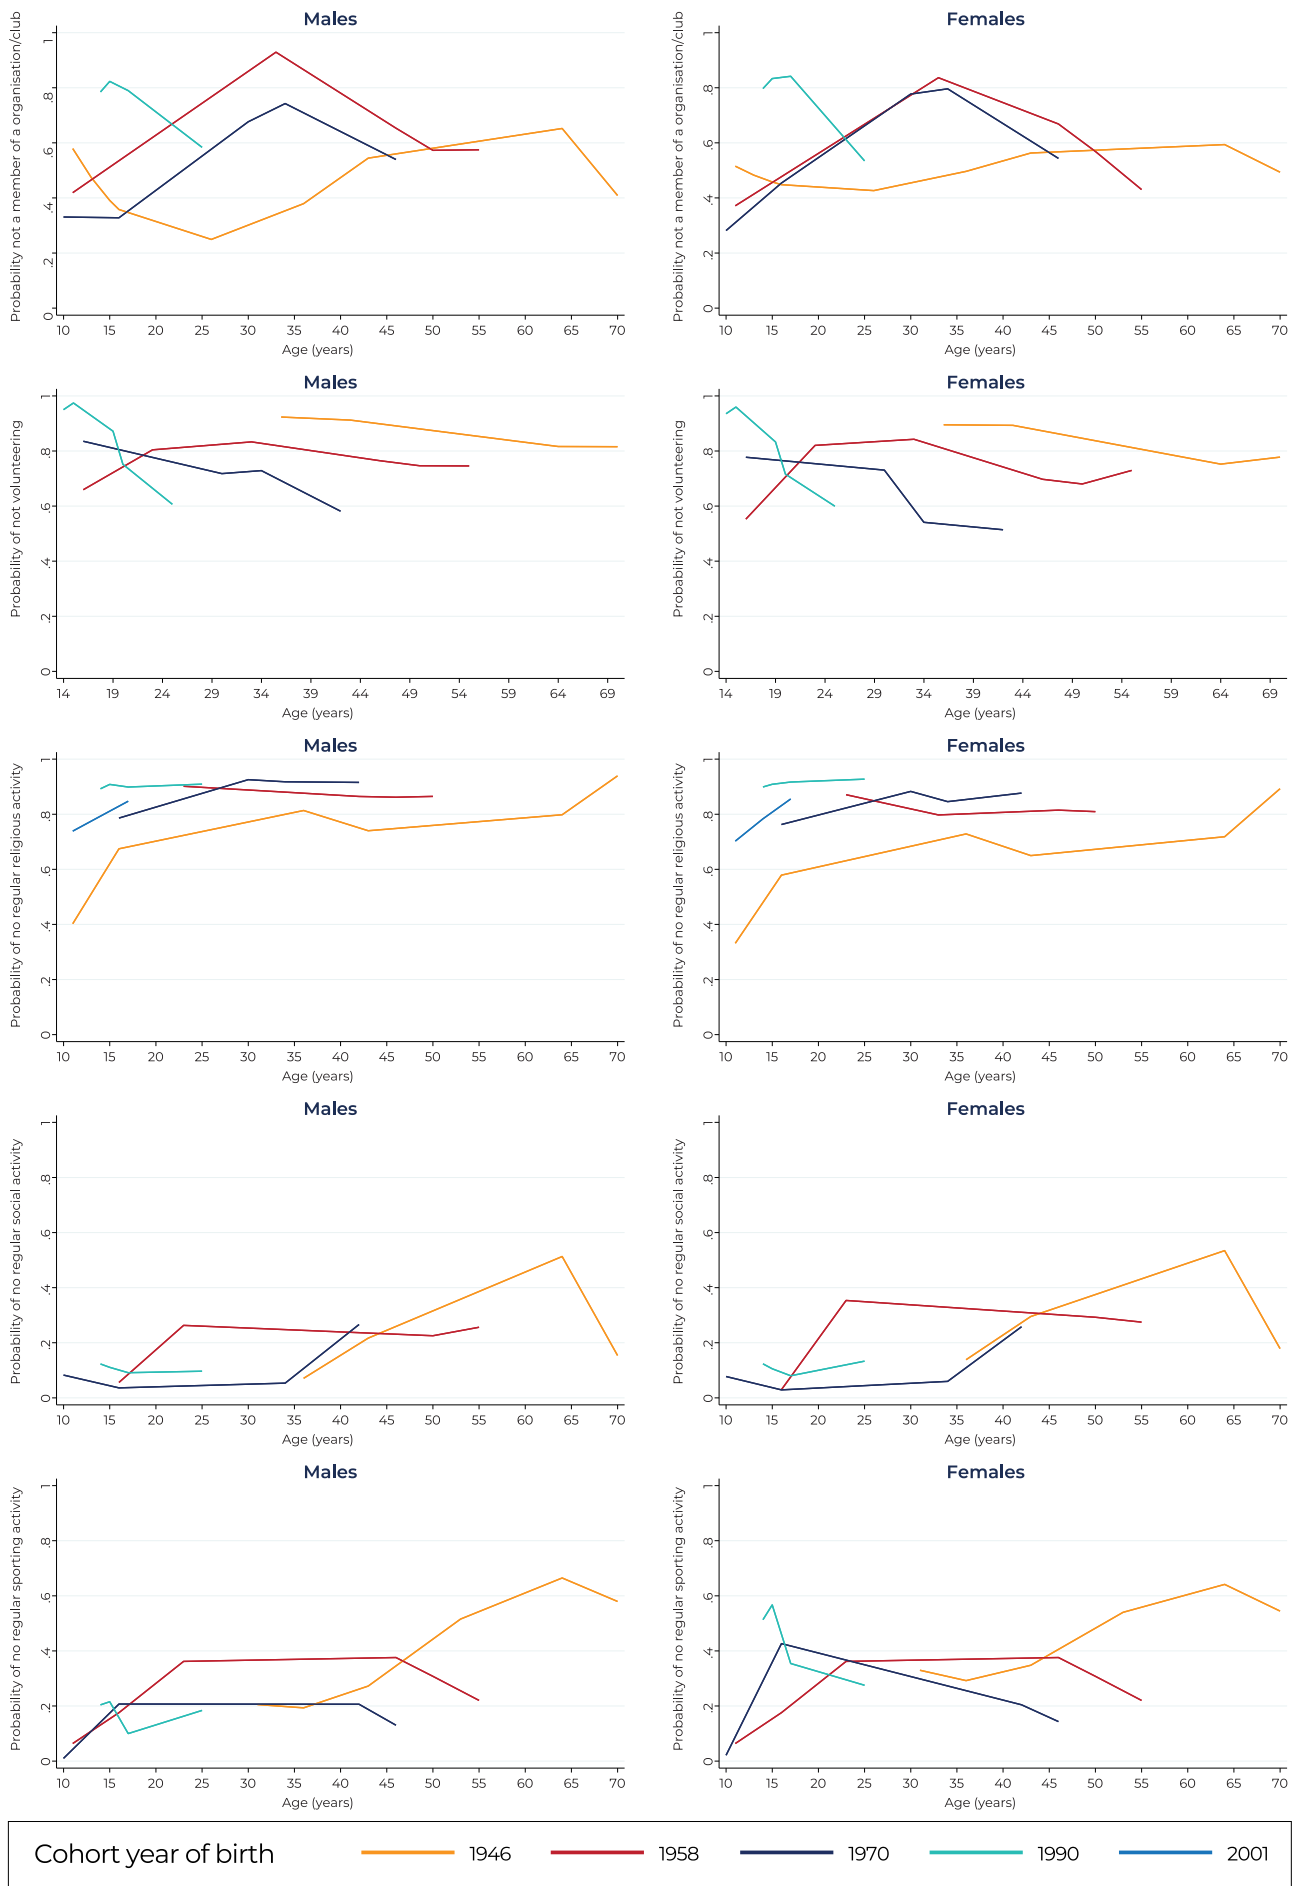 Males
Probability not a member of a organisation/club
1
.8
.6
.4
.2
0
10 15 20 25 30 35 40 45 50 55 60 65 70
Age (years)
Females
Probability not a member of a organisation/club
1
.8
.6
.4
.2
0
10 15 20 25 30 35 40 45 50 55 60 65 70
Age (years)
Males
Probability of not volunteering
1
.8
.6
.4
.2
0
14 19 24 29 34 39 44 49 54 59 64 69
Age (years)
Females
Probability of not volunteering
1
.8
.6
.4
.2
0
14 19 24 29 34 39 44 49 54 59 64 69
Age (years)
Males
Probability of no regular religious activity
1
.8
.6
.4
.2
0
10 15 20 25 30 35 40 45 50 55 60 65 70
Age (years)
Females
Probability of no regular religious activity
1
.8
.6
.4
.2
0
10 15 20 25 30 35 40 45 50 55 60 65 70
Age (years)
Males
Probability of no regular social activity
1
.8
.6
.4
.2
0
10 15 20 25 30 35 40 45 50 55 60 65 70
Age (years)
Females
Probability of no regular social activity
1
.8
.6
.4
.2
0
10 15 20 25 30 35 40 45 50 55 60 65 70
Age (years)
Males
Probability of no regular sporting activity
1
.8
.6
.4
.2
0
10 15 20 25 30 35 40 45 50 55 60 65 70
Age (years)
Females
Probability of no regular sporting activity
1
.8
.6
.4
.2
0
10 15 20 25 30 35 40 45 50 55 60 65 70
Age (years)
Cohort year of birth 1946 1958 1970 1990 2001